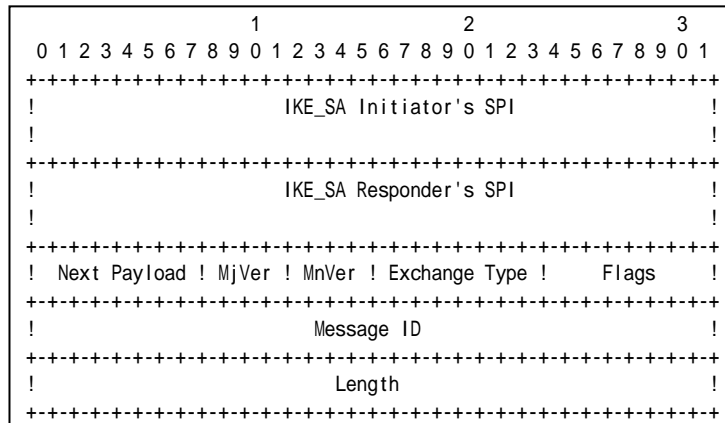 1                   2                   3
 0 1 2 3 4 5 6 7 8 9 0 1 2 3 4 5 6 7 8 9 0 1 2 3 4 5 6 7 8 9 0 1
+-+-+-+-+-+-+-+-+-+-+-+-+-+-+-+-+-+-+-+-+-+-+-+-+-+-+-+-+-+-+-+-+
!                       IKE_SA Initiator's SPI                  !
!                                                               !
+-+-+-+-+-+-+-+-+-+-+-+-+-+-+-+-+-+-+-+-+-+-+-+-+-+-+-+-+-+-+-+-+
!                       IKE_SA Responder's SPI                  !
!                                                               !
+-+-+-+-+-+-+-+-+-+-+-+-+-+-+-+-+-+-+-+-+-+-+-+-+-+-+-+-+-+-+-+-+
!  Next Payload ! MjVer ! MnVer ! Exchange Type !     Flags     !
+-+-+-+-+-+-+-+-+-+-+-+-+-+-+-+-+-+-+-+-+-+-+-+-+-+-+-+-+-+-+-+-+
!                          Message ID                           !
+-+-+-+-+-+-+-+-+-+-+-+-+-+-+-+-+-+-+-+-+-+-+-+-+-+-+-+-+-+-+-+-+
!                            Length                             !
+-+-+-+-+-+-+-+-+-+-+-+-+-+-+-+-+-+-+-+-+-+-+-+-+-+-+-+-+-+-+-+-+